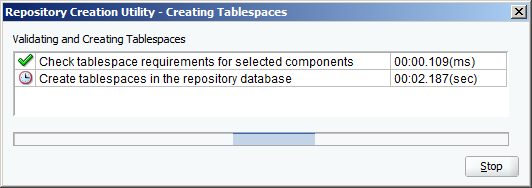 Repository Creation Utility - Creating Tablespaces
Validating and Creating Tablespaces
Check tablespace requirements for selected components 00:00.109(ms)
Create tablespaces in the repository database 00:02.187(sec)
Stop